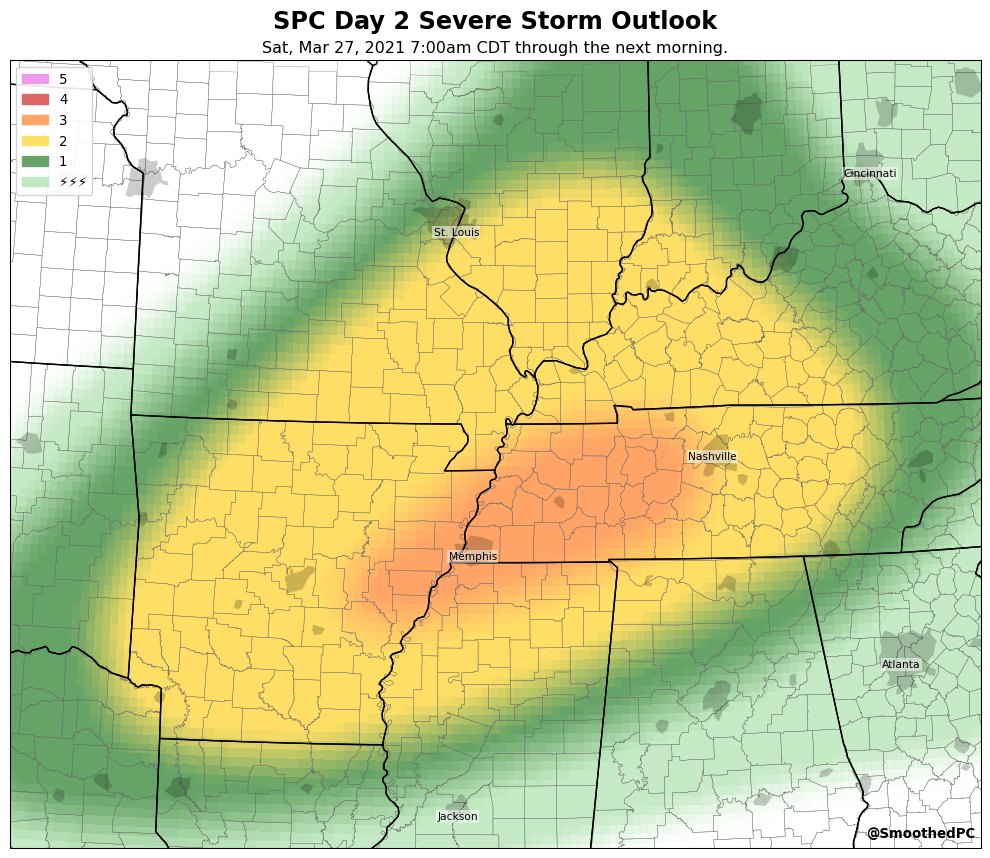 SPC Day 2 Severe Storm Outlook
Sat, Mar 27, 2021 7:00am CDT through the next morning.
5
4
3
2
1
⚡⚡⚡
Cincinnati
St. Louis
Nashville
Memphis
Atlanta
Jackson
@SmoothedPC